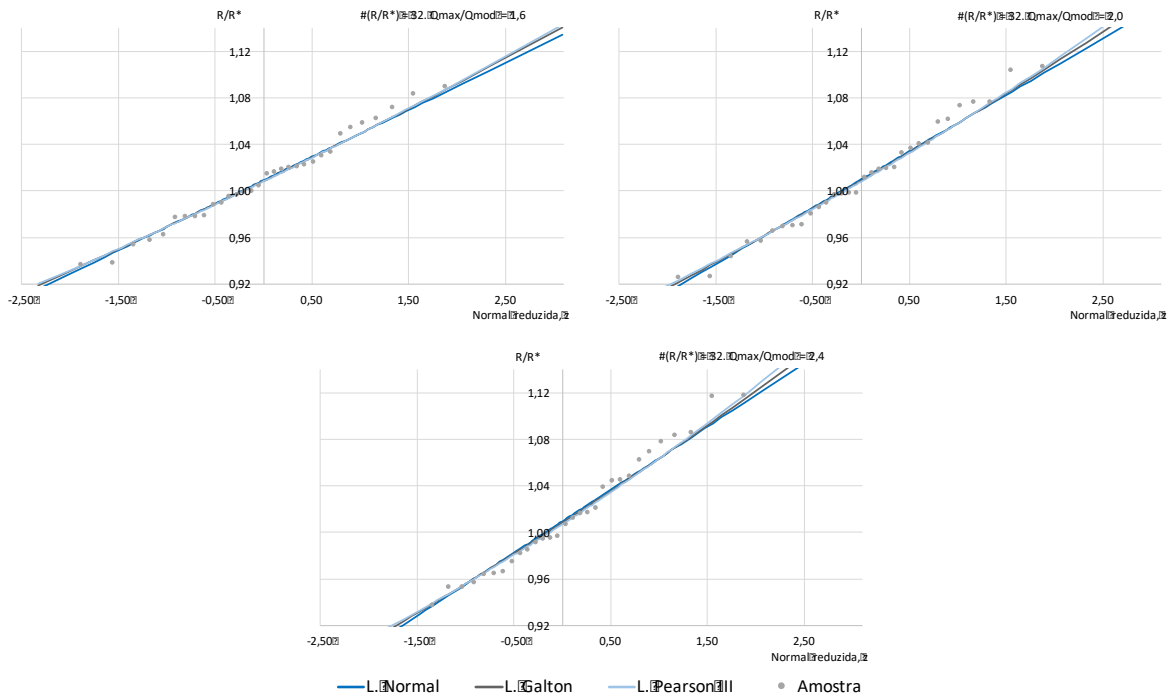 R/R*
#(R/R*) = 32. Qmax/Qmod = 1,6
1,12
1,08
1,04
1,00
0,96
0,92
-2,50
-1,50
-0,50
0,50
1,50
2,50
Normal reduzida, z
R/R*
#(R/R*) = 32. Qmax/Qmod = 2,0
1,12
1,08
1,04
1,00
0,96
0,92
-2,50
-1,50
-0,50
0,50
1,50
2,50
Normal reduzida, z
R/R*
#(R/R*) = 32. Qmax/Qmod = 2,4
1,12
1,08
1,04
1,00
0,96
0,92
-2,50
-1,50
-0,50
0,50
1,50
2,50
Normal reduzida, z
L. Normal
L. Galton
L. Pearson III
Amostra